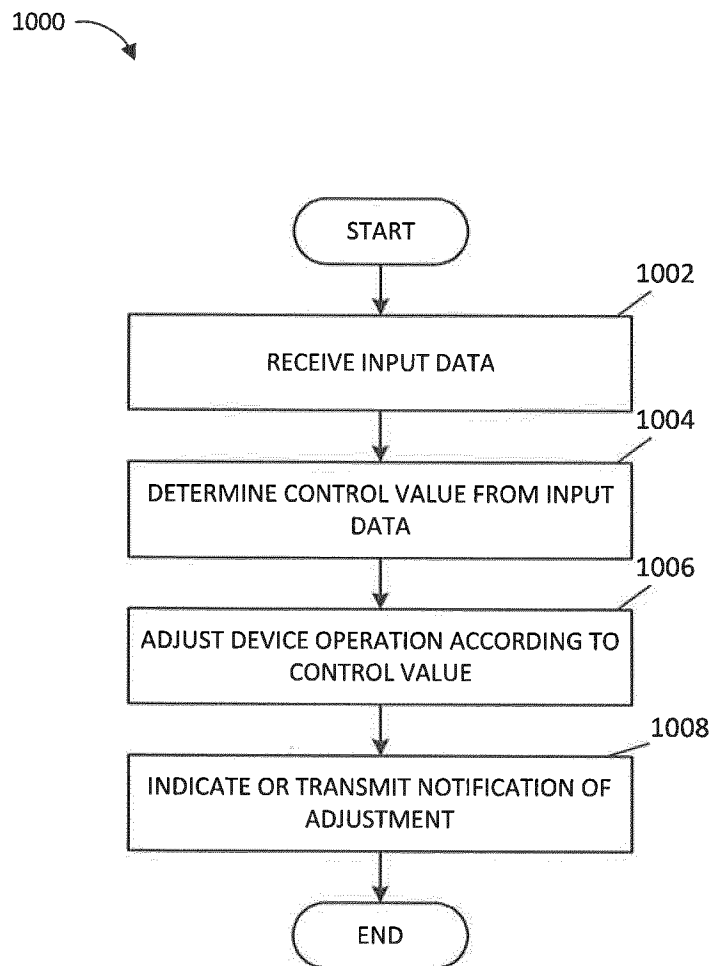 1000
START
1002
RECEIVE INPUT DATA
1004
DETERMINE CONTROL VALUE FROM INPUT
DATA
1006
ADJUST DEVICE OPERATION ACCORDING TO
CONTROL VALUE
1008
INDICATE OR TRANSMIT NOTIFICATION OF
ADJUSTMENT
END